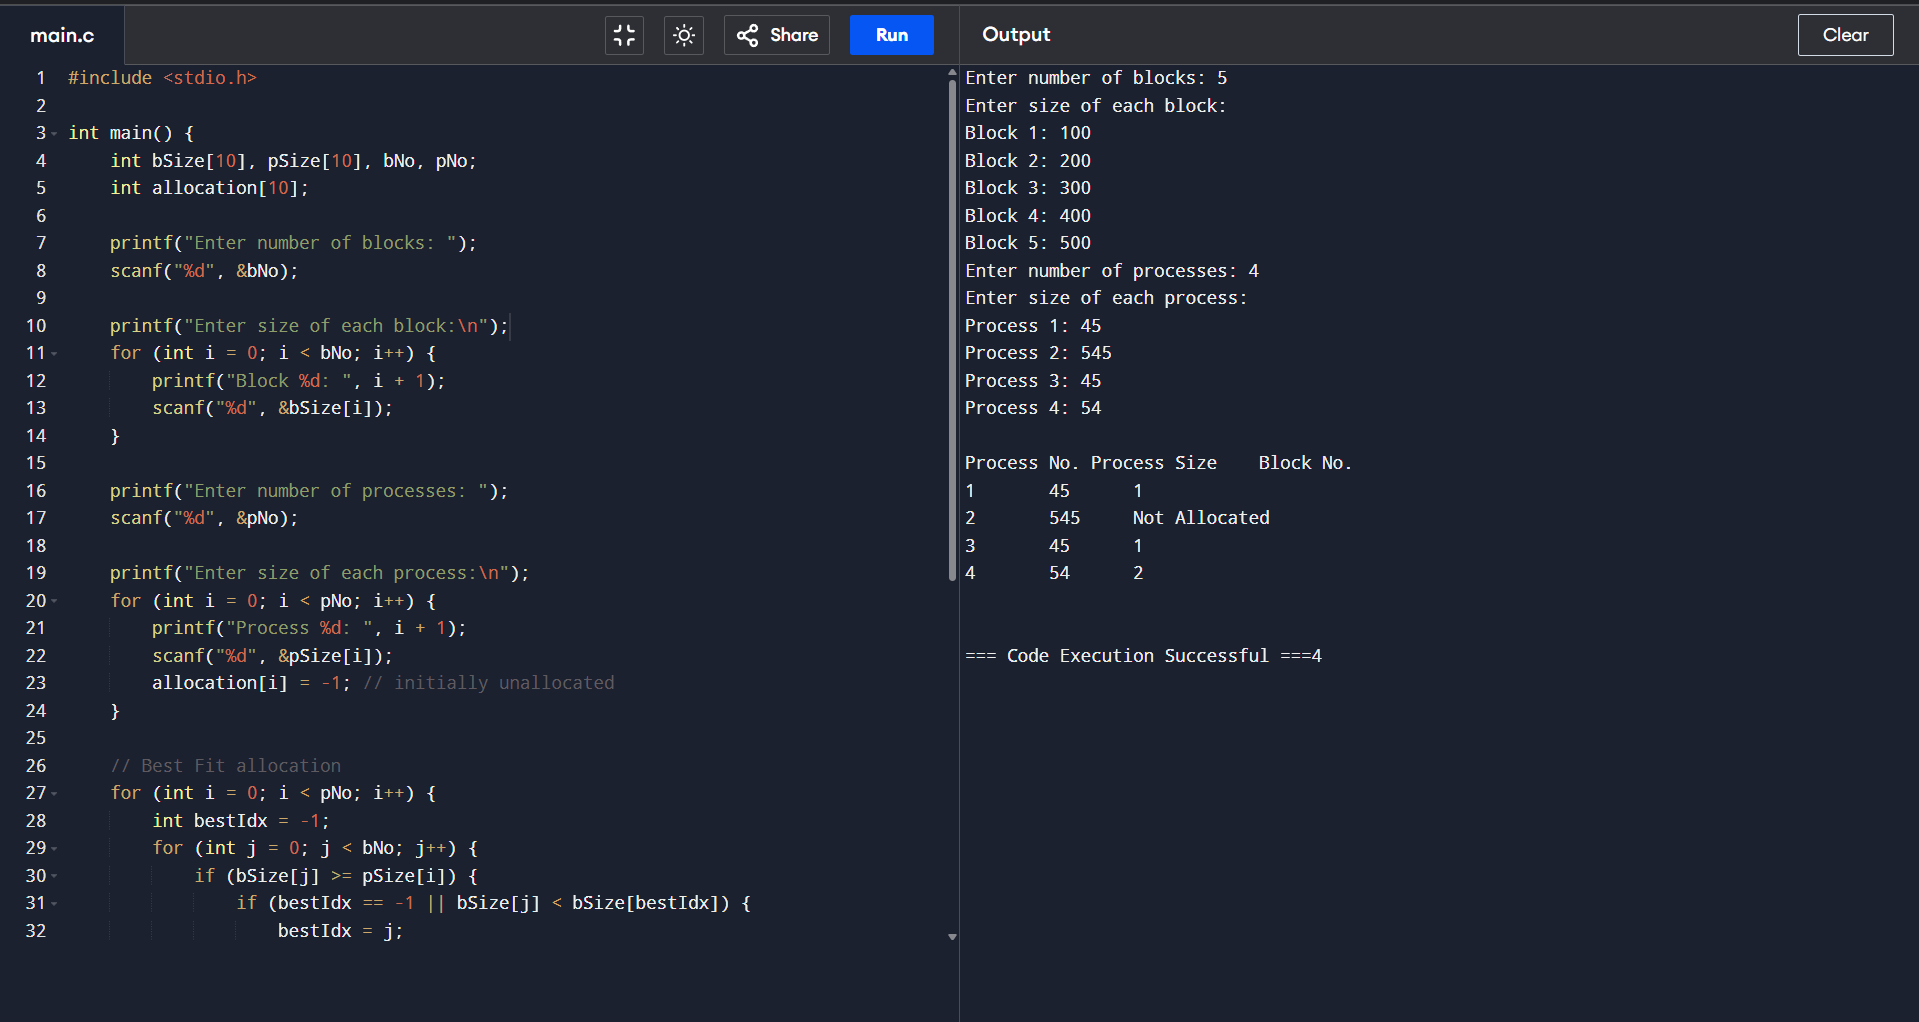 main.c
Share
Run
Output
Clear
1 #include <stdio.h>
2
3 int main() {
4     int bSize[10], pSize[10], bNo, pNo;
5     int allocation[10];
6
7     printf("Enter number of blocks: ");
8     scanf("%d", &bNo);
9
10     printf("Enter size of each block:\n");
11     for (int i = 0; i < bNo; i++) {
12         printf("Block %d: ", i + 1);
13         scanf("%d", &bSize[i]);
14     }
15
16     printf("Enter number of processes: ");
17     scanf("%d", &pNo);
18
19     printf("Enter size of each process:\n");
20     for (int i = 0; i < pNo; i++) {
21         printf("Process %d: ", i + 1);
22         scanf("%d", &pSize[i]);
23         allocation[i] = -1; // initially unallocated
24     }
25
26     // Best Fit allocation
27     for (int i = 0; i < pNo; i++) {
28         int bestIdx = -1;
29         for (int j = 0; j < bNo; j++) {
30             if (bSize[j] >= pSize[i]) {
31                 if (bestIdx == -1 || bSize[j] < bSize[bestIdx]) {
32                     bestIdx = j;
Enter number of blocks: 5
Enter size of each block:
Block 1: 100
Block 2: 200
Block 3: 300
Block 4: 400
Block 5: 500
Enter number of processes: 4
Enter size of each process:
Process 1: 45
Process 2: 545
Process 3: 45
Process 4: 54

Process No. Process Size    Block No.
1       45      1
2       545     Not Allocated
3       45      1
4       54      2

=== Code Execution Successful ===4